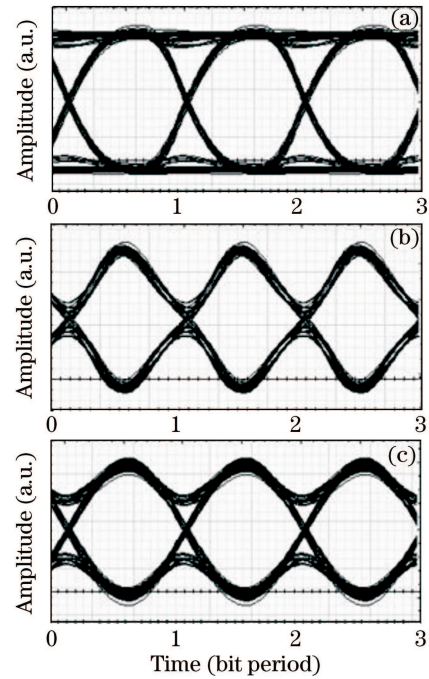 (a)
Amplitude (a.u.)
0 1 2 3
(b)
Amplitude (a.u.)
0 1 2 3
(c)
Amplitude (a.u.)
0 1 2 3
Time (bit period)